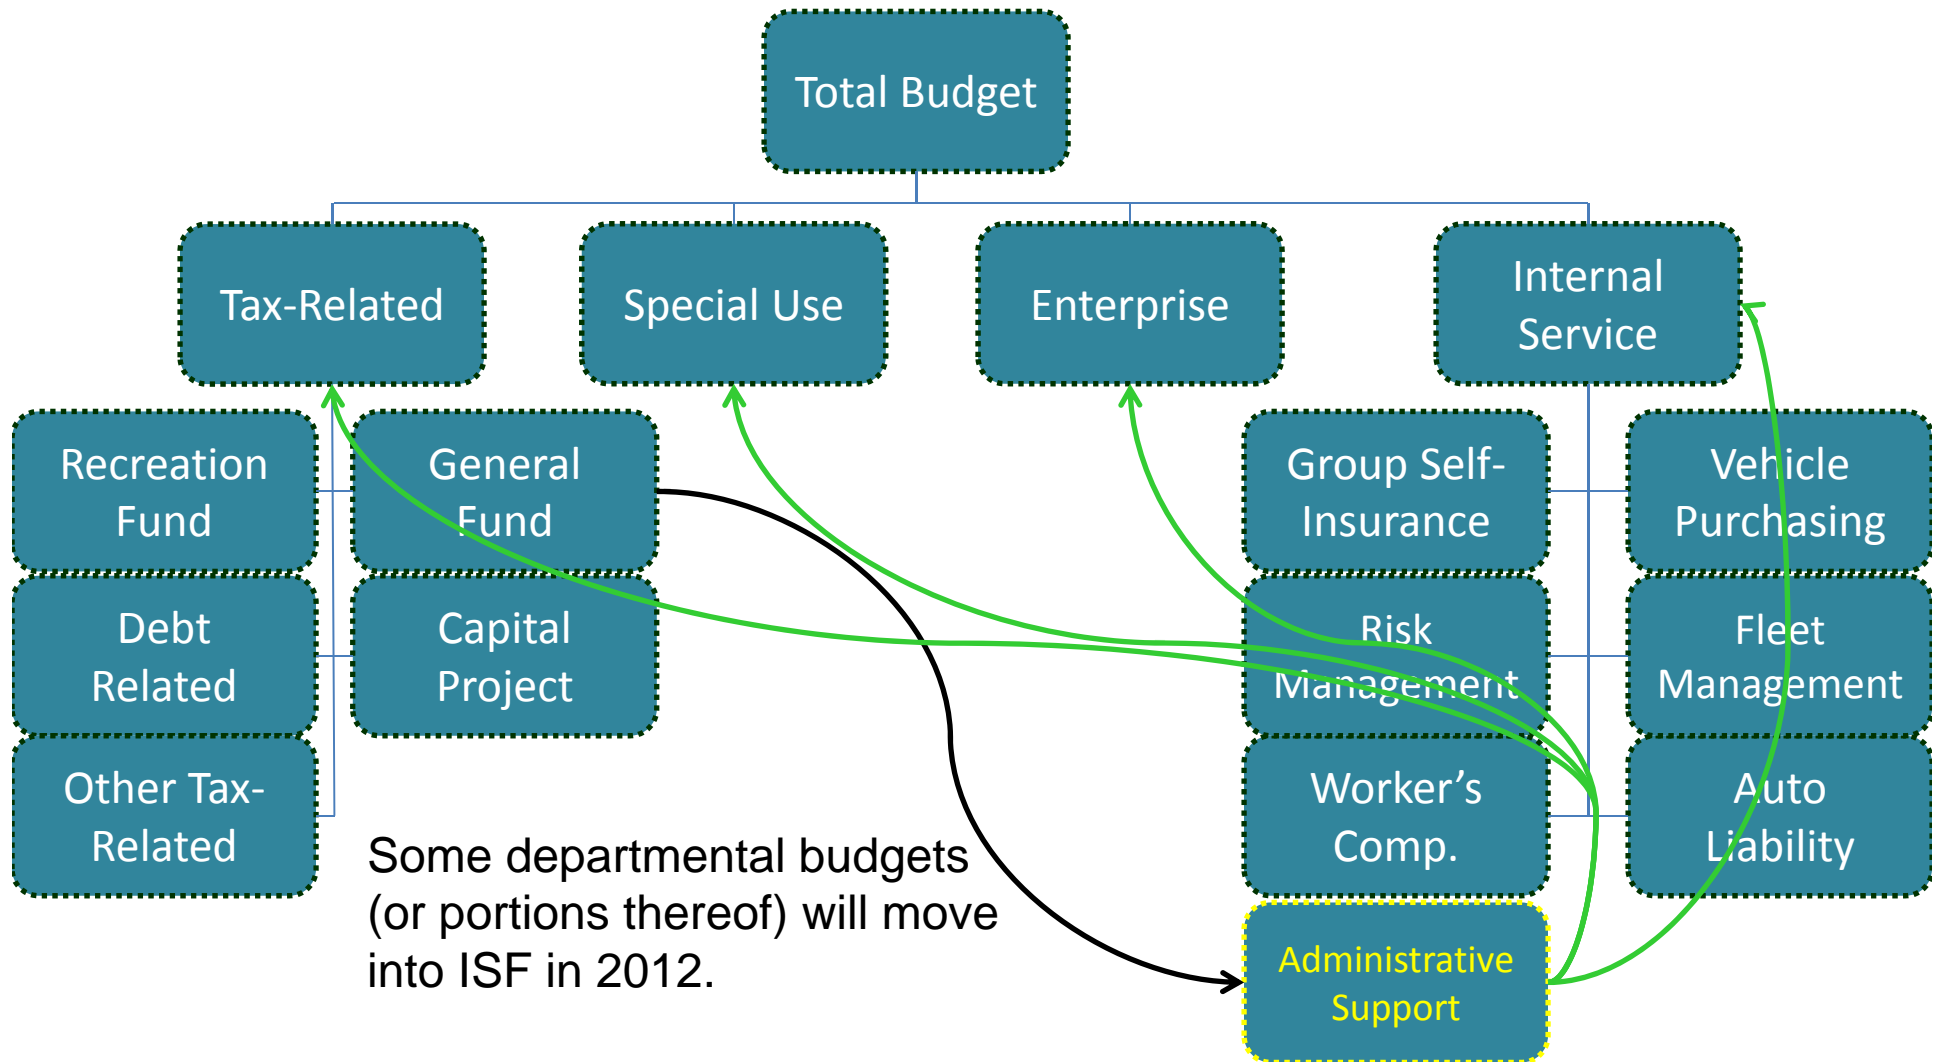 Total Budget
Tax-Related
Special Use
Enterprise
Internal
Service
Recreation
Fund
General
Fund
Group Self-
Insurance
Vehicle
Purchasing
Debt
Related
Capital
Project
Risk
Management
Fleet
Management
Other Tax-
Related
Worker’s
Comp.
Auto
Liability
Some departmental budgets
(or portions thereof) will move
into ISF in 2012.
Administrative
Support